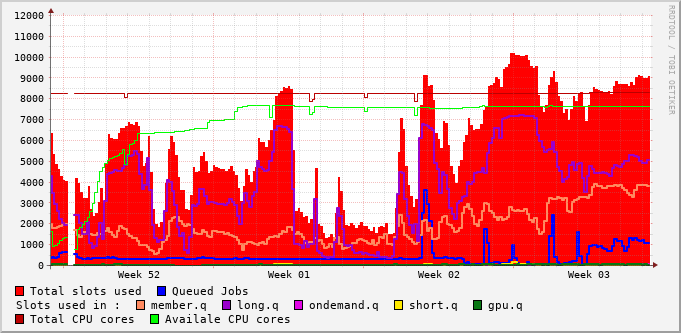 12000
11000
10000
9000
8000
7000
6000
5000
4000
3000
2000
1000
0
Week 52 Week 01 Week 02 Week 03
Total slots used Queued Jobs
Slots used in : member.q long.q ondemand.q short.q gpu.q
Total CPU cores Availale CPU cores
RRDTOOL / TOBI OETIKER